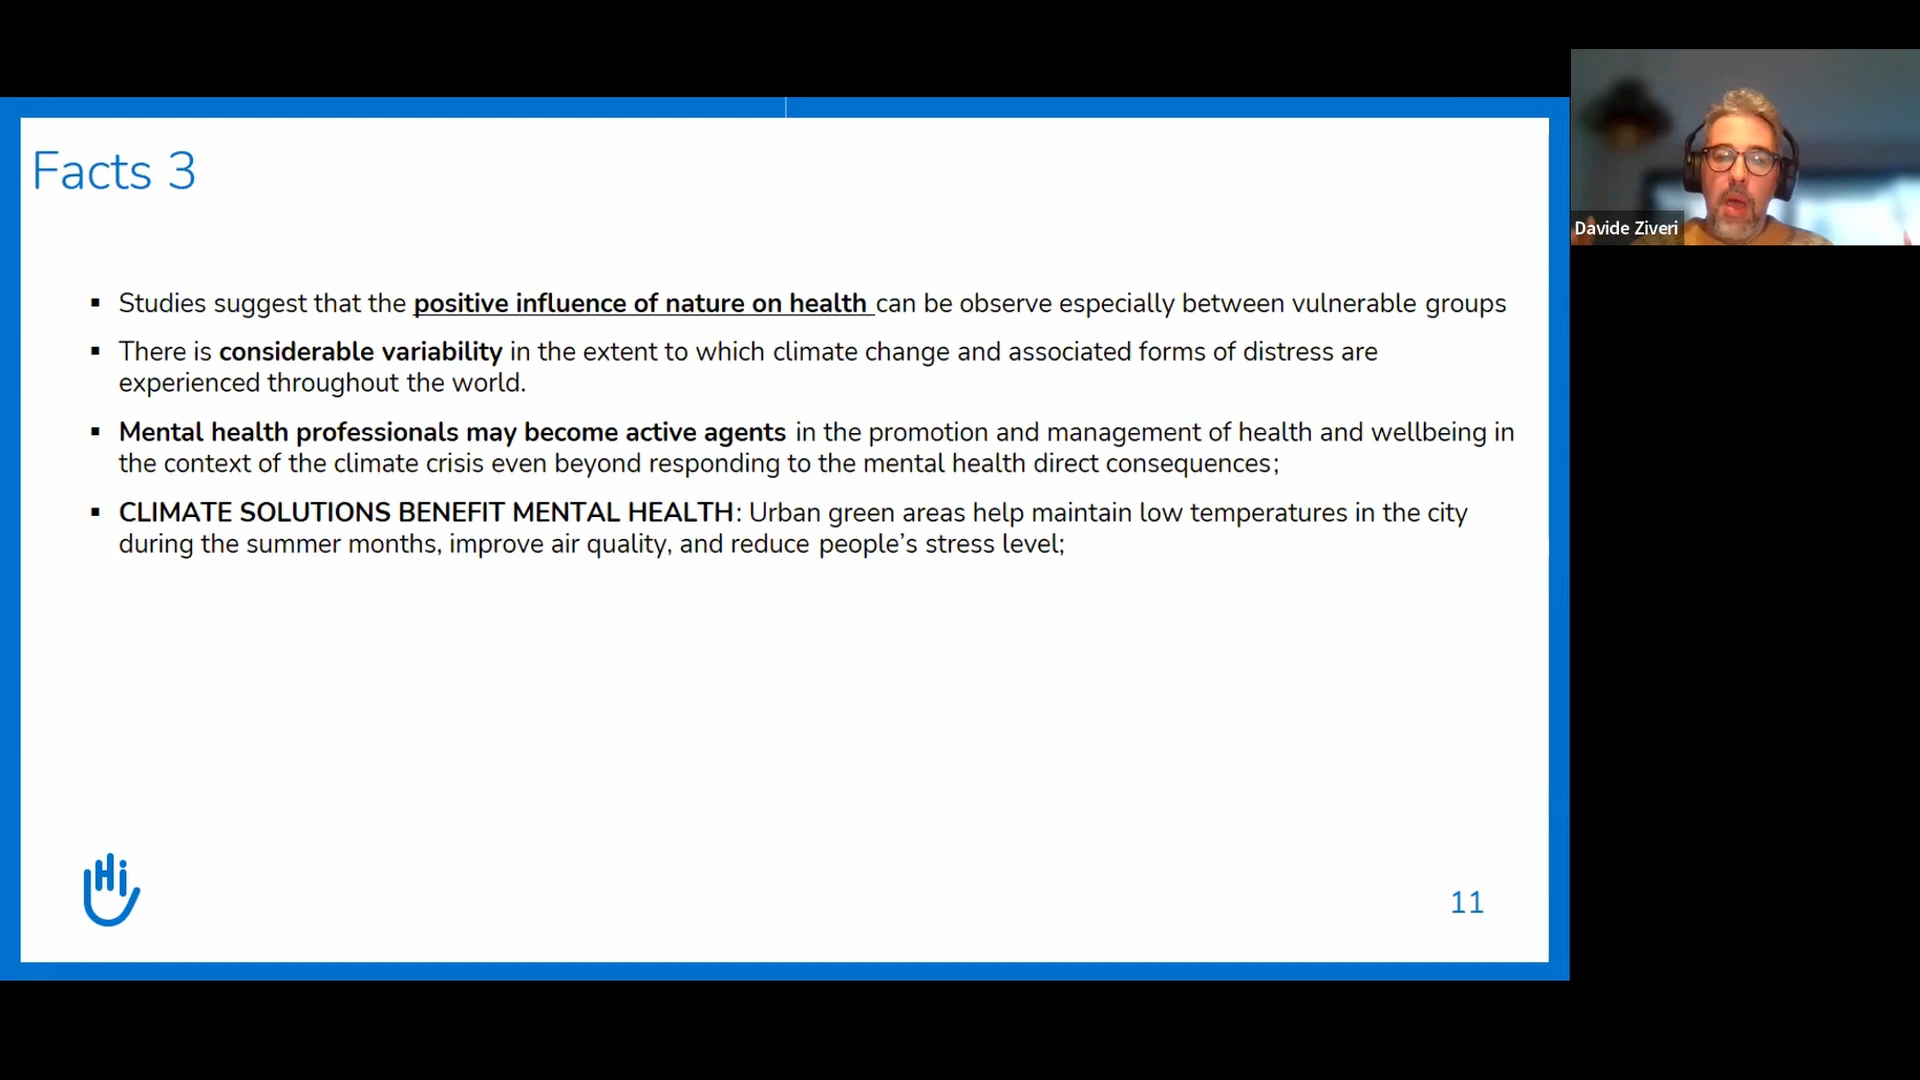 Facts 3
Studies suggest that the positive influence of nature on health can be observe especially between vulnerable groups
There is considerable variability in the extent to which climate change and associated forms of distress are
experienced throughout the world.
Mental health professionals may become active agents in the promotion and management of health and wellbeing in
the context of the climate crisis even beyond responding to the mental health direct consequences;
CLIMATE SOLUTIONS BENEFIT MENTAL HEALTH: Urban green areas help maintain low temperatures in the city
during the summer months, improve air quality, and reduce people’s stress level;
Hi
11
Davide Ziveri